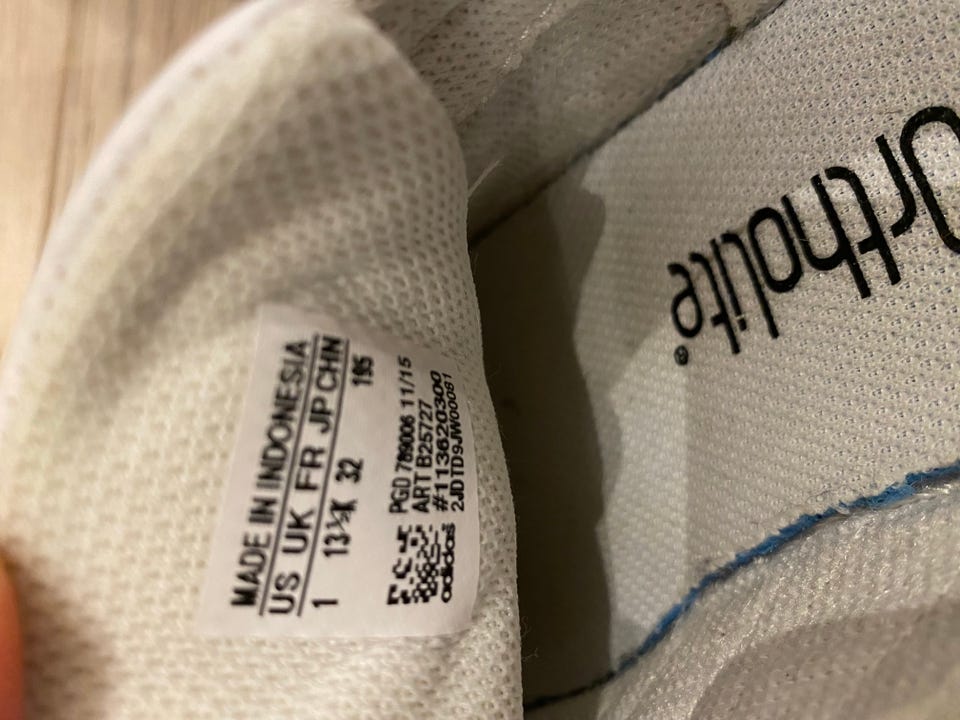 MADE IN INDONESIA
US UK FR JP CHN
1 13½K 32 195
PGD 789006 11/15
ART B25727
#113620300
2JDTD9JW00081
adidas
OrthoLite®